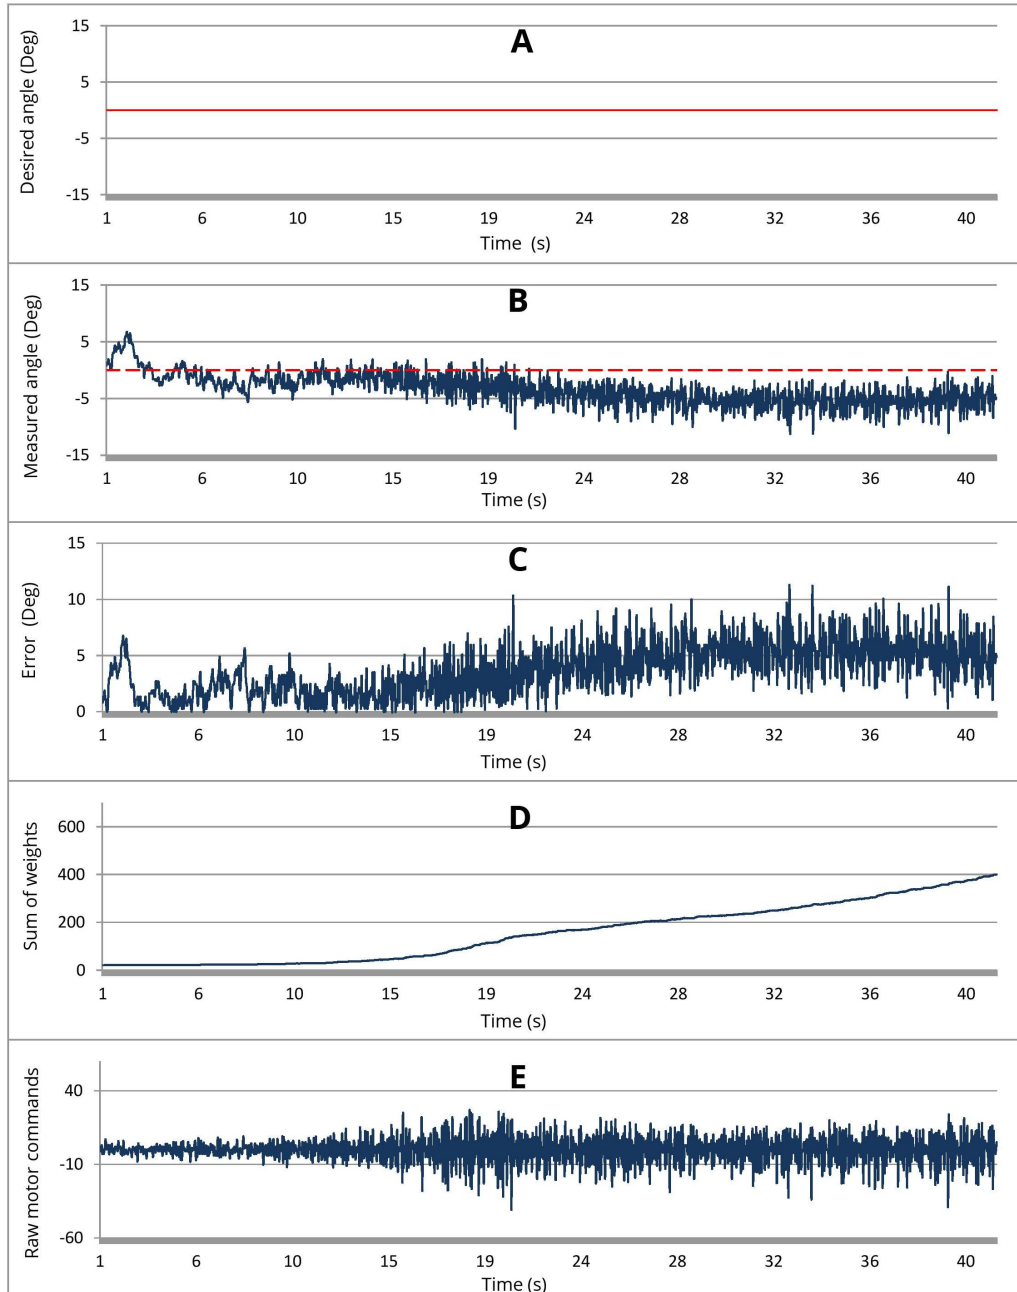 A
Desired angle (Deg)
15
5
-5
-15
1 6 10 15 19 24 28 32 36 40
Time (s)
B
Measured angle (Deg)
15
5
-5
-15
1 6 10 15 19 24 28 32 36 40
Time (s)
C
Error (Deg)
15
10
5
0
1 6 10 15 19 24 28 32 36 40
Time (s)
D
Sum of weights
600
400
200
0
1 6 10 15 19 24 28 32 36 40
Time (s)
E
Raw motor commands
40
-10
-60
1 6 10 15 19 24 28 32 36 40
Time (s)